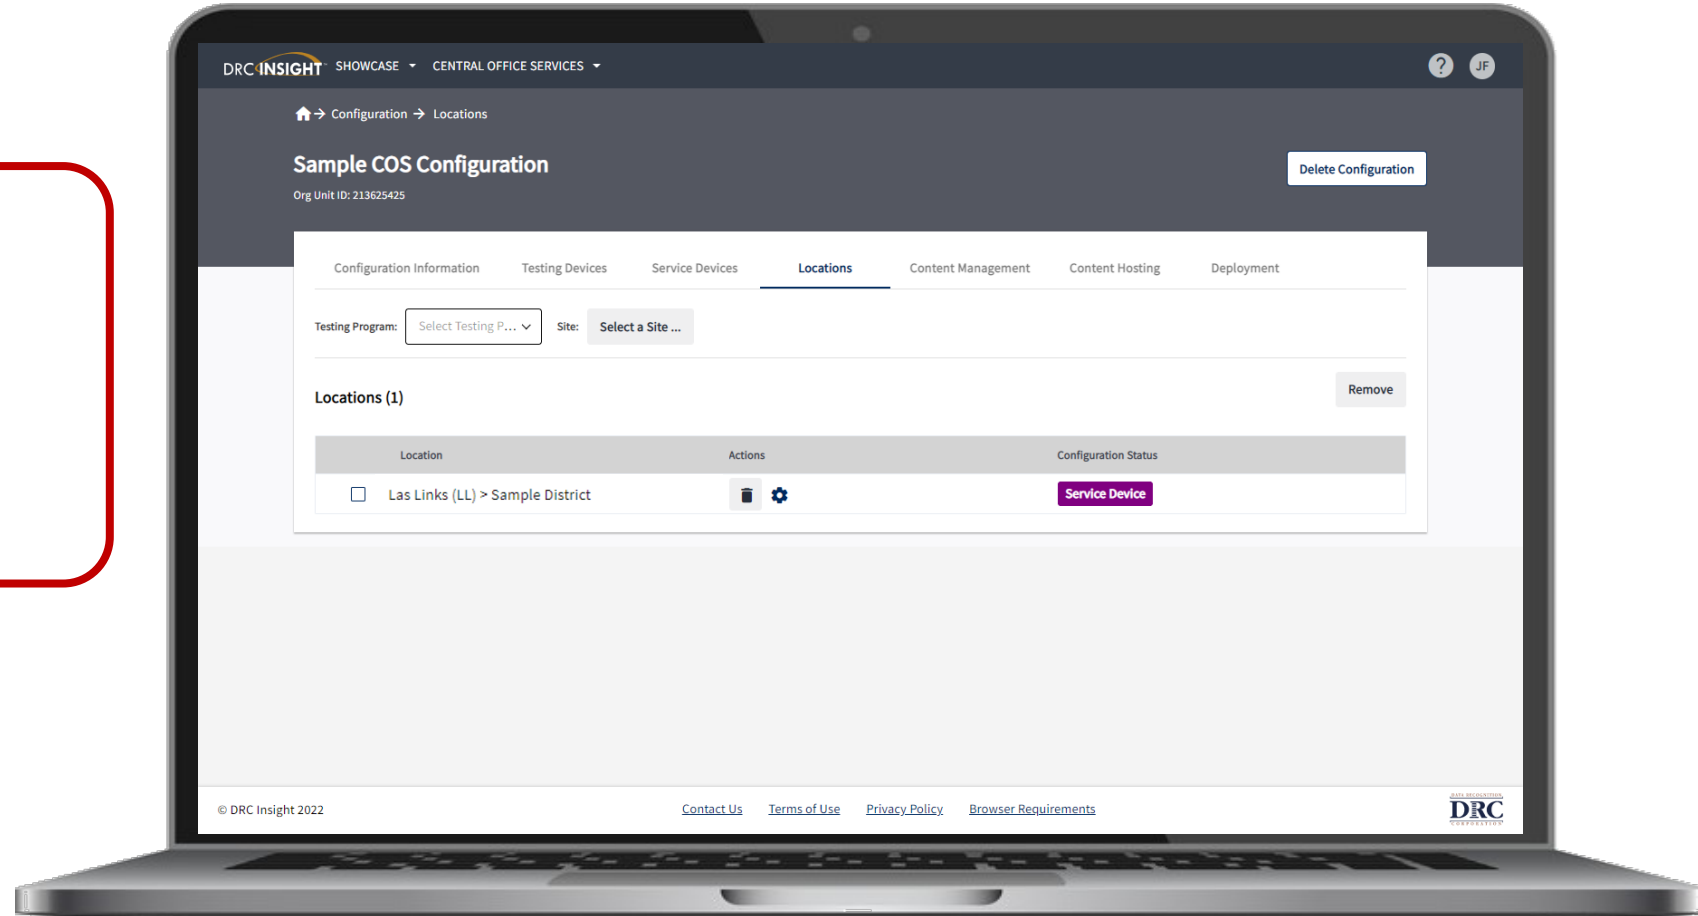 DRC INSIGHT SHOWCASE CENTRAL OFFICE SERVICES ? JF
Configuration Locations
Sample COS Configuration
Delete Configuration
Org Unit ID: 213625425
Configuration Information Testing Devices Service Devices Locations Content Management Content Hosting Deployment
Testing Program: Select Testing P... Site: Select a Site ...
Locations (1) Remove
Location Actions Configuration Status
Las Links (LL) > Sample District Service Device
© DRC Insight 2022 Contact Us Terms of Use Privacy Policy Browser Requirements
DRC
CORPORATION